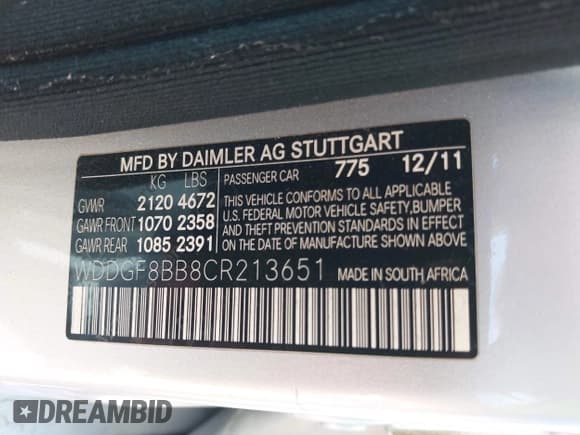 MFD BY DAIMLER AG STUTTGART
KG LBS
PASSENGER CAR 775 12/11
GVWR 2120 4672
GAWR FRONT 1070 2358
GAWR REAR 1085 2391
THIS VEHICLE CONFORMS TO ALL APPLICABLE
U.S. FEDERAL MOTOR VEHICLE SAFETY, BUMPER
AND THEFT PREVENTION STANDARDS IN EFFECT
ON THE DATE OF MANUFACTURE SHOWN ABOVE.
WDDGF8BB8CR213651 MADE IN SOUTH AFRICA
DREAMBID